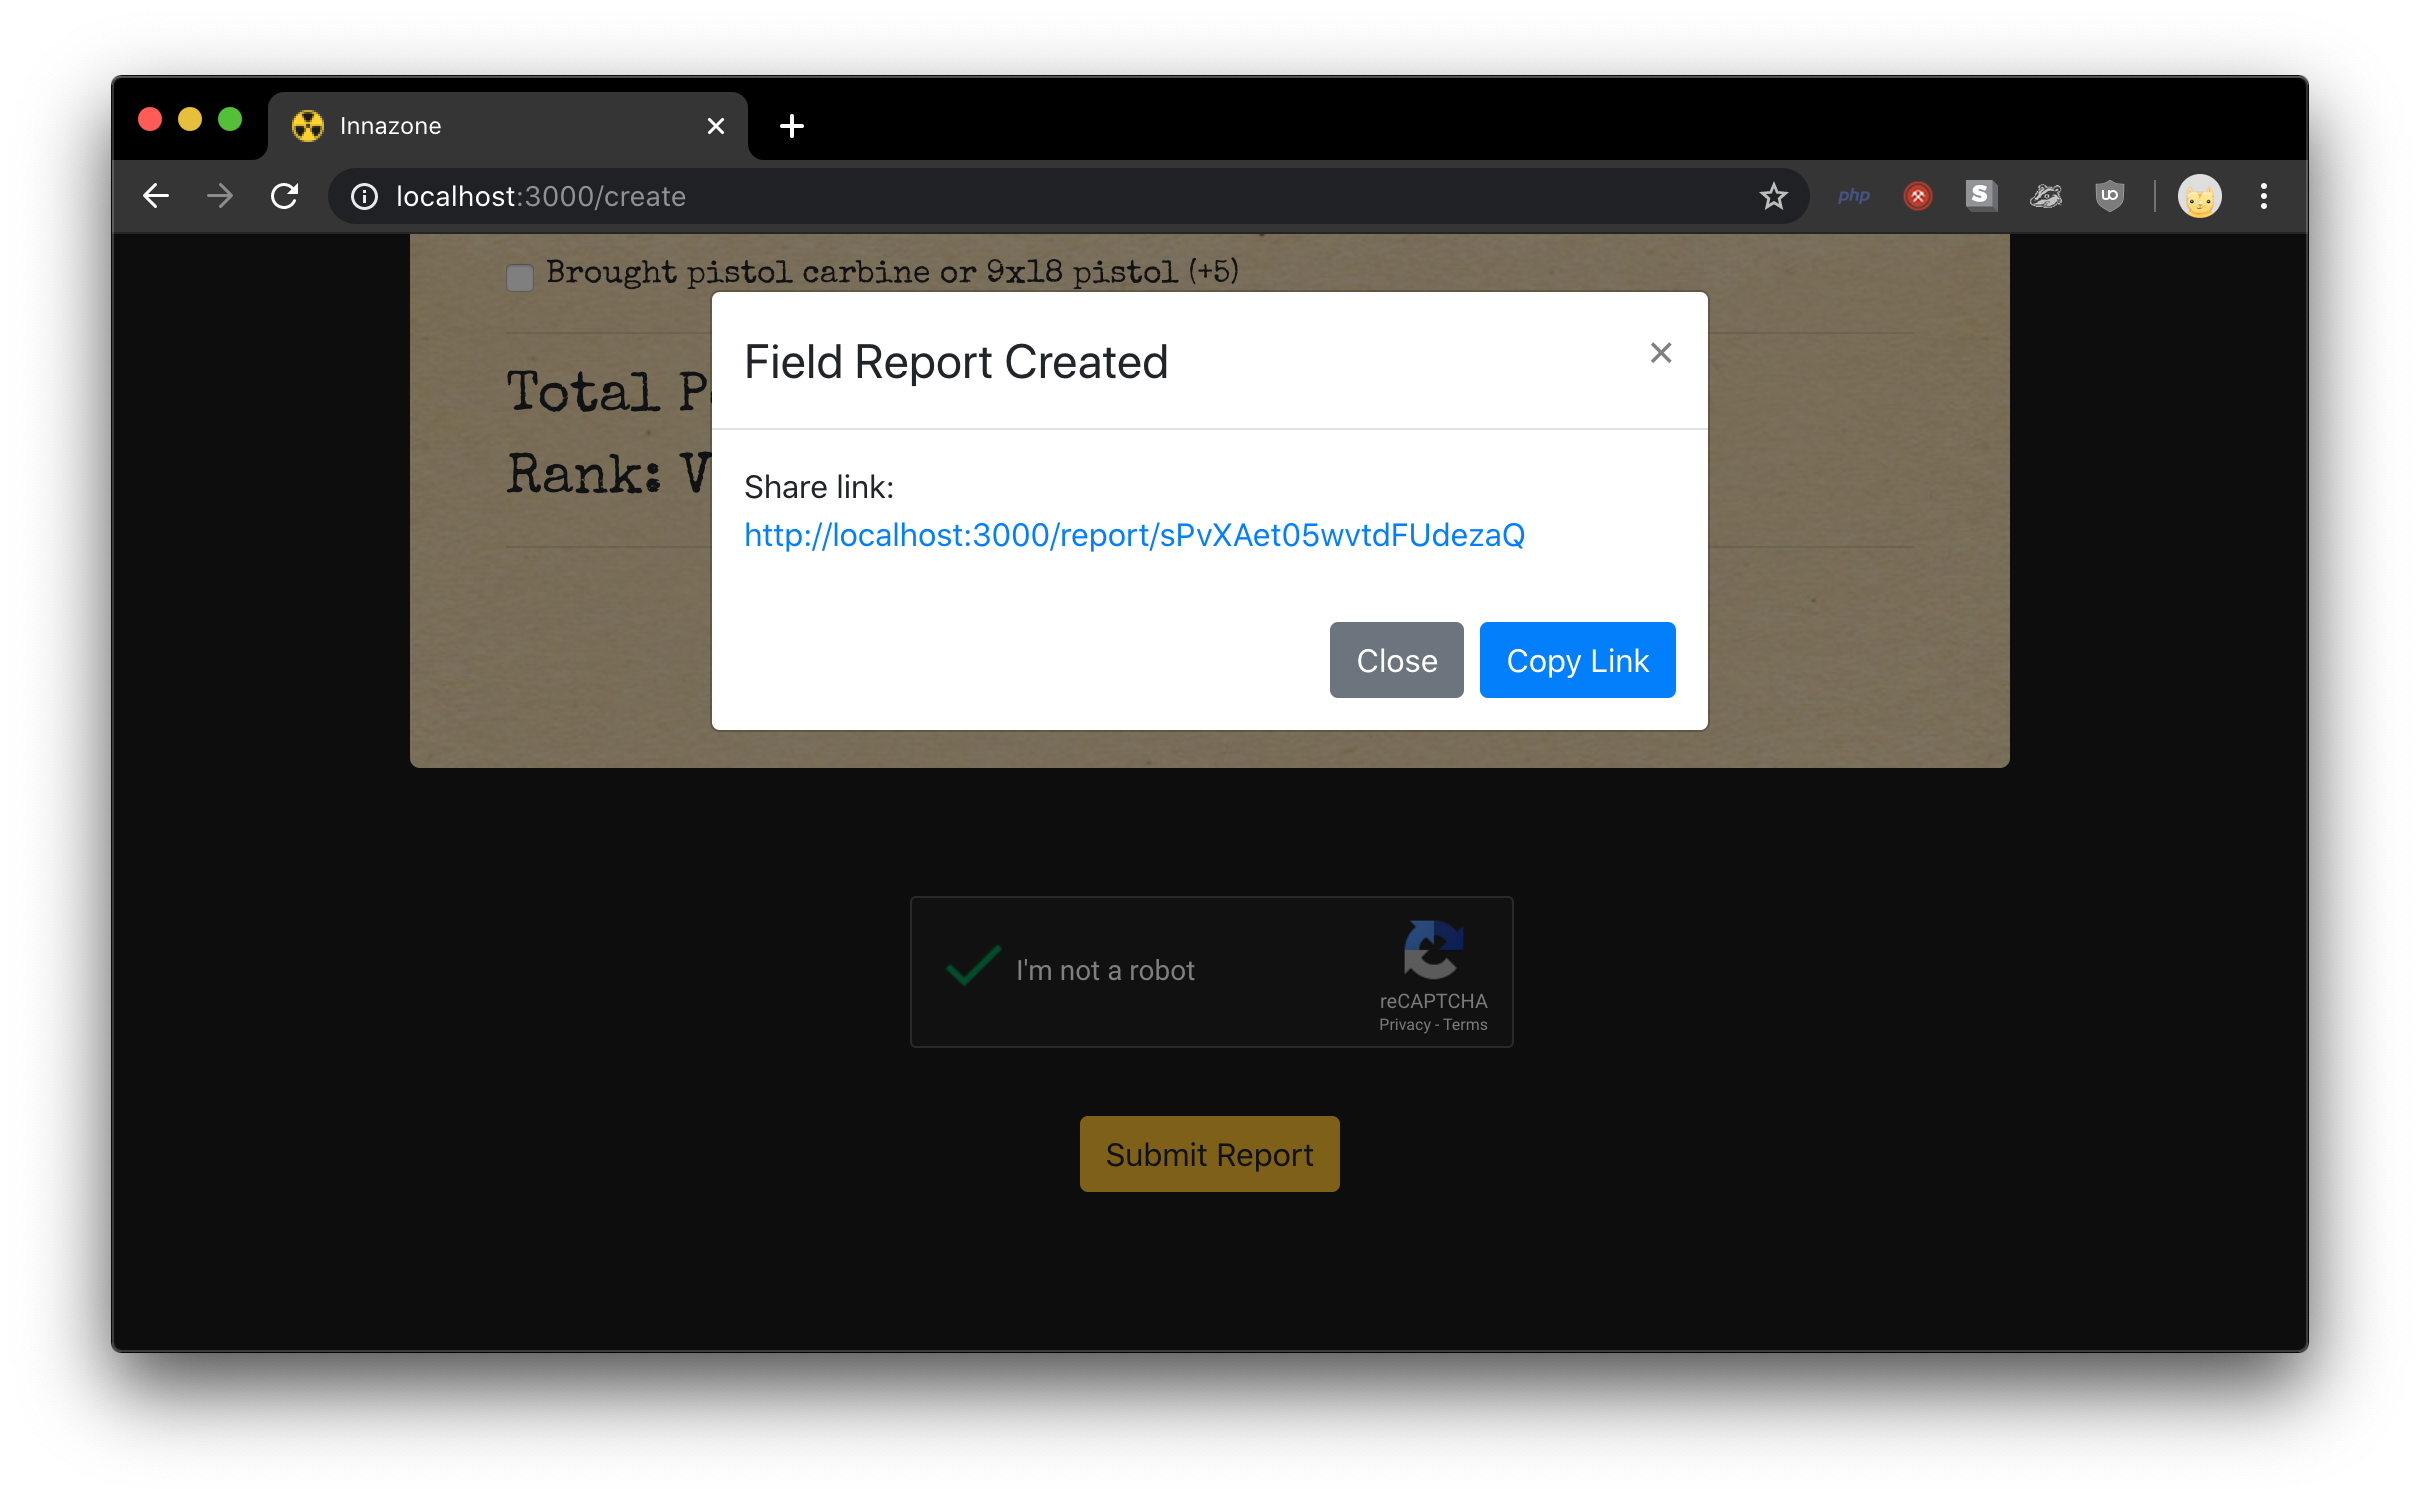 Innazone
localhost:3000/create
php
S
Brought pistol carbine or 9x18 pistol (+5)
Field Report Created
Total
Rank:
Share link:
http://localhost:3000/report/sPvXAet05wvtdFUdezaQ
Close
Copy Link
I'm not a robot
reCAPTCHA
Privacy - Terms
Submit Report